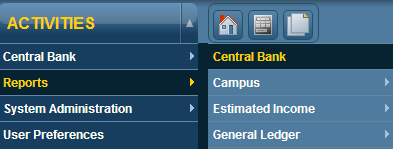 ACTIVITIES
Central Bank
Reports
System Administration
User Preferences
Central Bank
Campus
Estimated Income
General Ledger